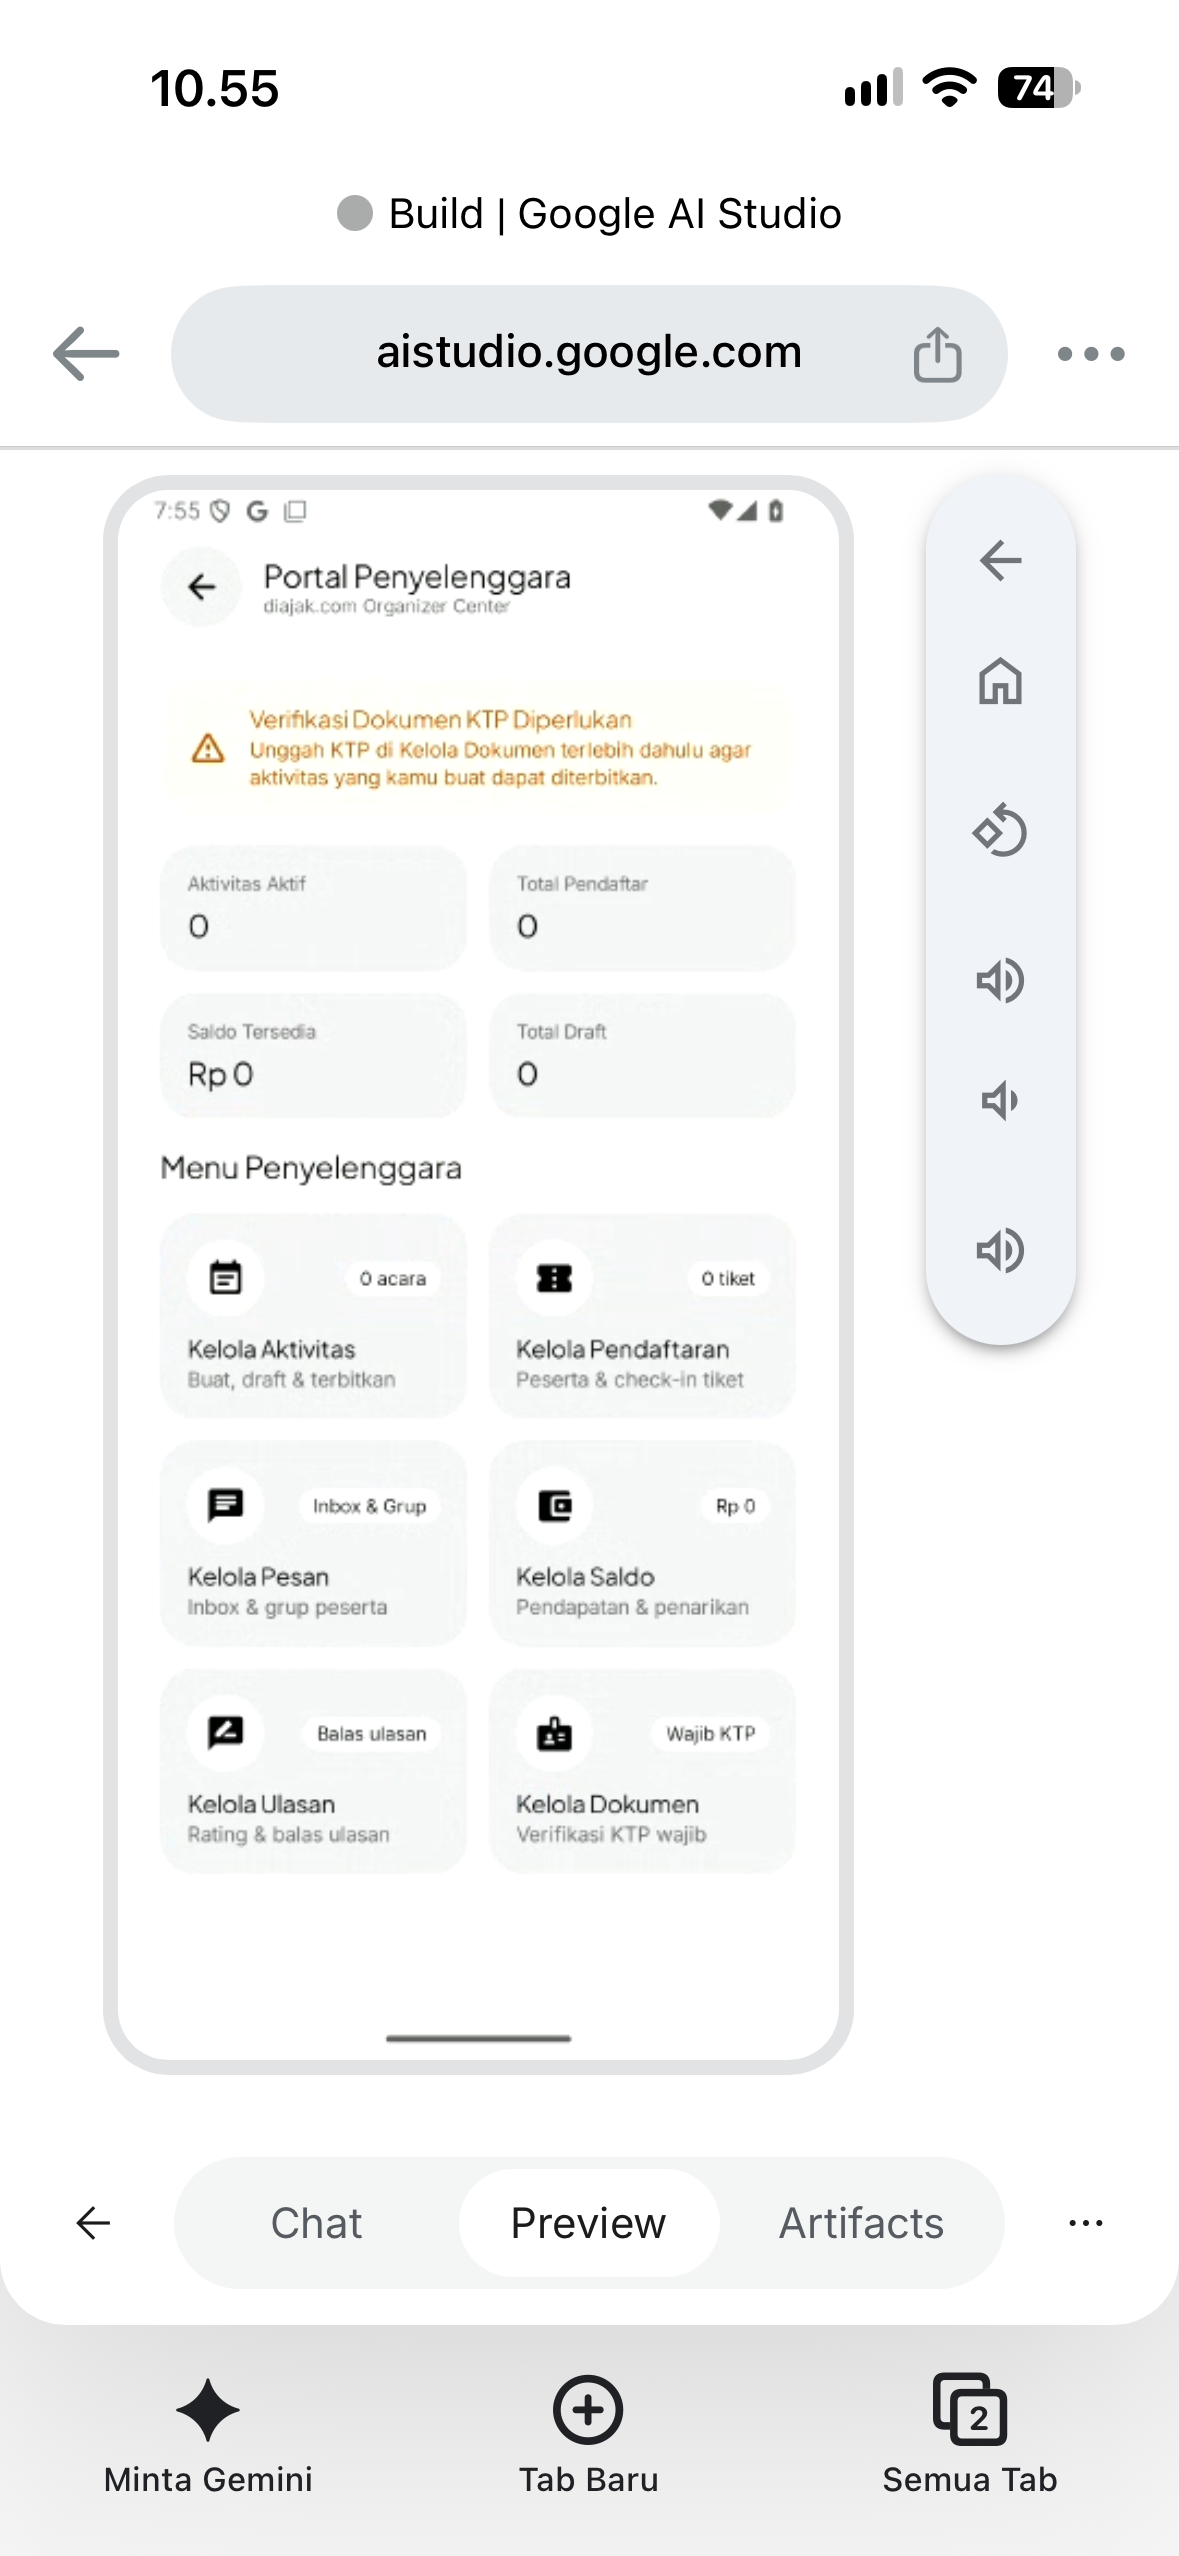 10.55
74
Build | Google AI Studio
aistudio.google.com
7:55
Portal Penyelenggara
diajak.com Organizer Center
Verifikasi Dokumen KTP Diperlukan
Unggah KTP di Kelola Dokumen terlebih dahulu agar
aktivitas yang kamu buat dapat diterbitkan.
Aktivitas Aktif
0
Total Pendaftar
0
Saldo Tersedia
Rp 0
Total Draft
0
Menu Penyelenggara
0 acara
Kelola Aktivitas
Buat, draft & terbitkan
0 tiket
Kelola Pendaftaran
Peserta & check-in tiket
Inbox & Grup
Kelola Pesan
Inbox & grup peserta
Rp 0
Kelola Saldo
Pendapatan & penarikan
Balas ulasan
Kelola Ulasan
Rating & balas ulasan
Wajib KTP
Kelola Dokumen
Verifikasi KTP wajib
Chat
Preview
Artifacts
Minta Gemini
Tab Baru
2
Semua Tab